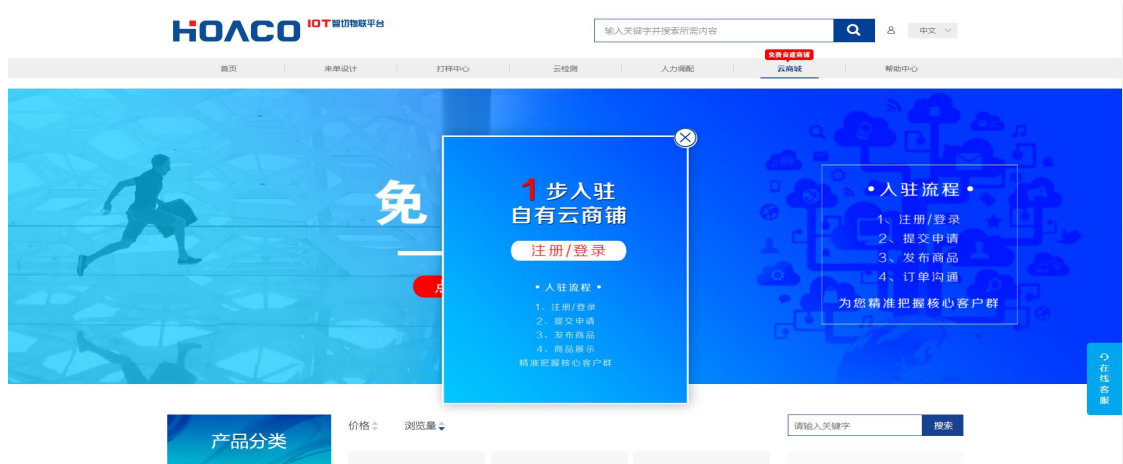 HOACO IOT智切物联平台
输入关键字并搜索所需内容
中文
免费自建商铺
首页
来单设计
打样中心
云检测
人力调配
云商城
帮助中心
免
1 步入驻
自有云商铺
注册/登录
• 入驻流程 •
1、注册/登录
2、提交申请
3、发布商品
4、商品展示
精准把握核心客户群
• 入驻流程 •
1、注册/登录
2、提交申请
3、发布商品
4、订单沟通
为您精准把握核心客户群
在线客服
产品分类
价格
浏览量
请输入关键字
搜索